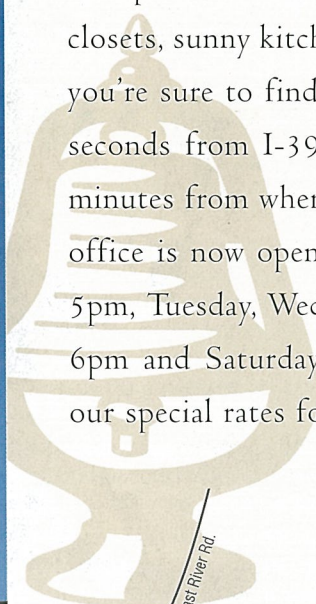 closets, sunny kitch
you're sure to find
seconds from I-39
minutes from wher
office is now open
5pm, Tuesday, Wed
6pm and Saturday
our special rates fo
ast River Rd.